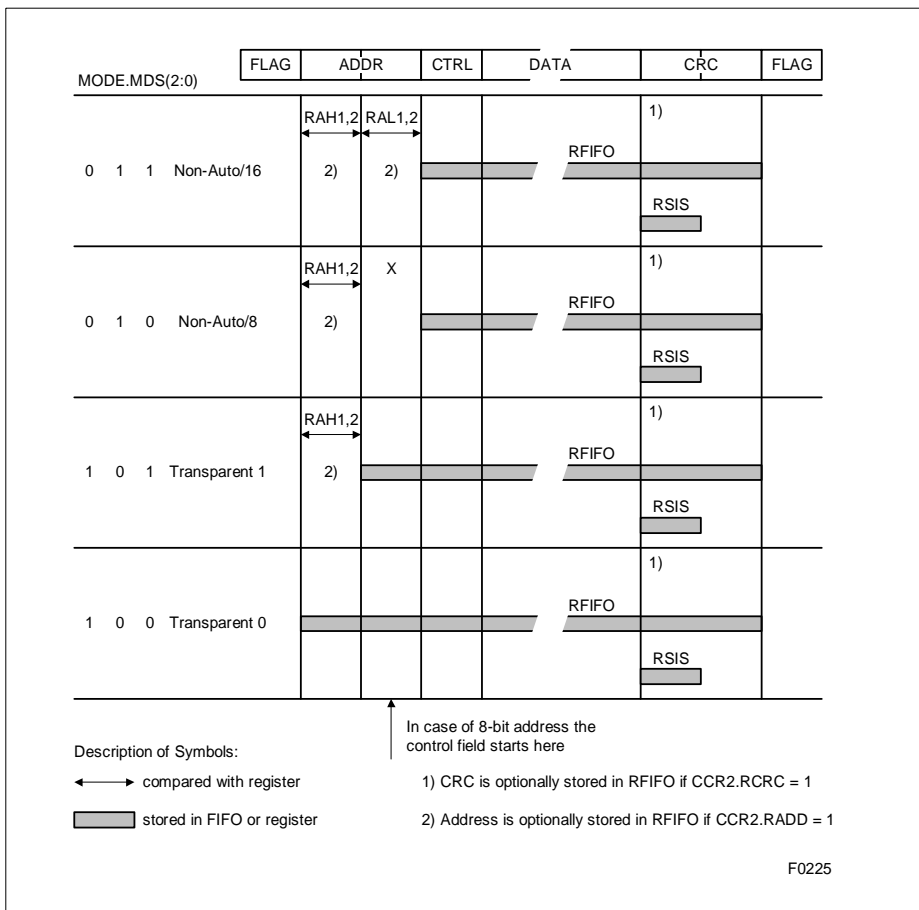 FLAG ADDR CTRL DATA CRC FLAG
MODE.MDS(2:0)
RAH1,2 RAL1,2 1)
RFIFO
0 1 1 Non-Auto/16 2) 2)
RSIS
RAH1,2 X 1)
RFIFO
0 1 0 Non-Auto/8 2)
RSIS
RAH1,2 1)
RFIFO
1 0 1 Transparent 1 2)
RSIS
1)
RFIFO
1 0 0 Transparent 0
RSIS
In case of 8-bit address the
control field starts here
Description of Symbols:
compared with register 1) CRC is optionally stored in RFIFO if CCR2.RCRC = 1
stored in FIFO or register 2) Address is optionally stored in RFIFO if CCR2.RADD = 1
F0225